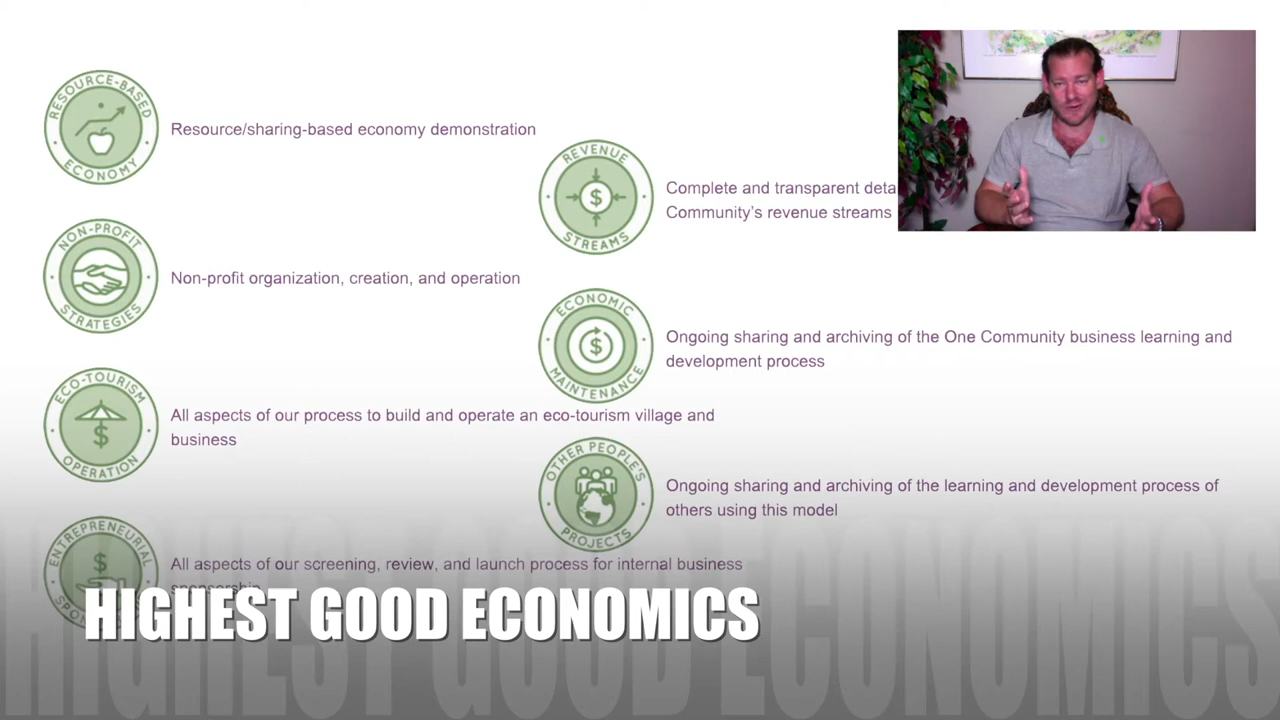 RESOURCE-BASED
ECONOMY
Resource/sharing-based economy demonstration
NON-PROFIT
STRATEGIES
Non-profit organization, creation, and operation
ECO-TOURISM
$
OPERATION
All aspects of our process to build and operate an eco-tourism village and
business
ENTREPRENEURIAL
$
All aspects of our screening, review, and launch process for internal business
sponsorship
REVENUE
$
STREAMS
Complete and transparent deta
Community's revenue streams
ECONOMIC
$
MAINTENANCE
Ongoing sharing and archiving of the One Community business learning and
development process
OTHER PEOPLE'S
PROJECTS
Ongoing sharing and archiving of the learning and development process of
others using this model
HIGHEST GOOD ECONOMICS
HIGHEST GOOD ECONOMICS